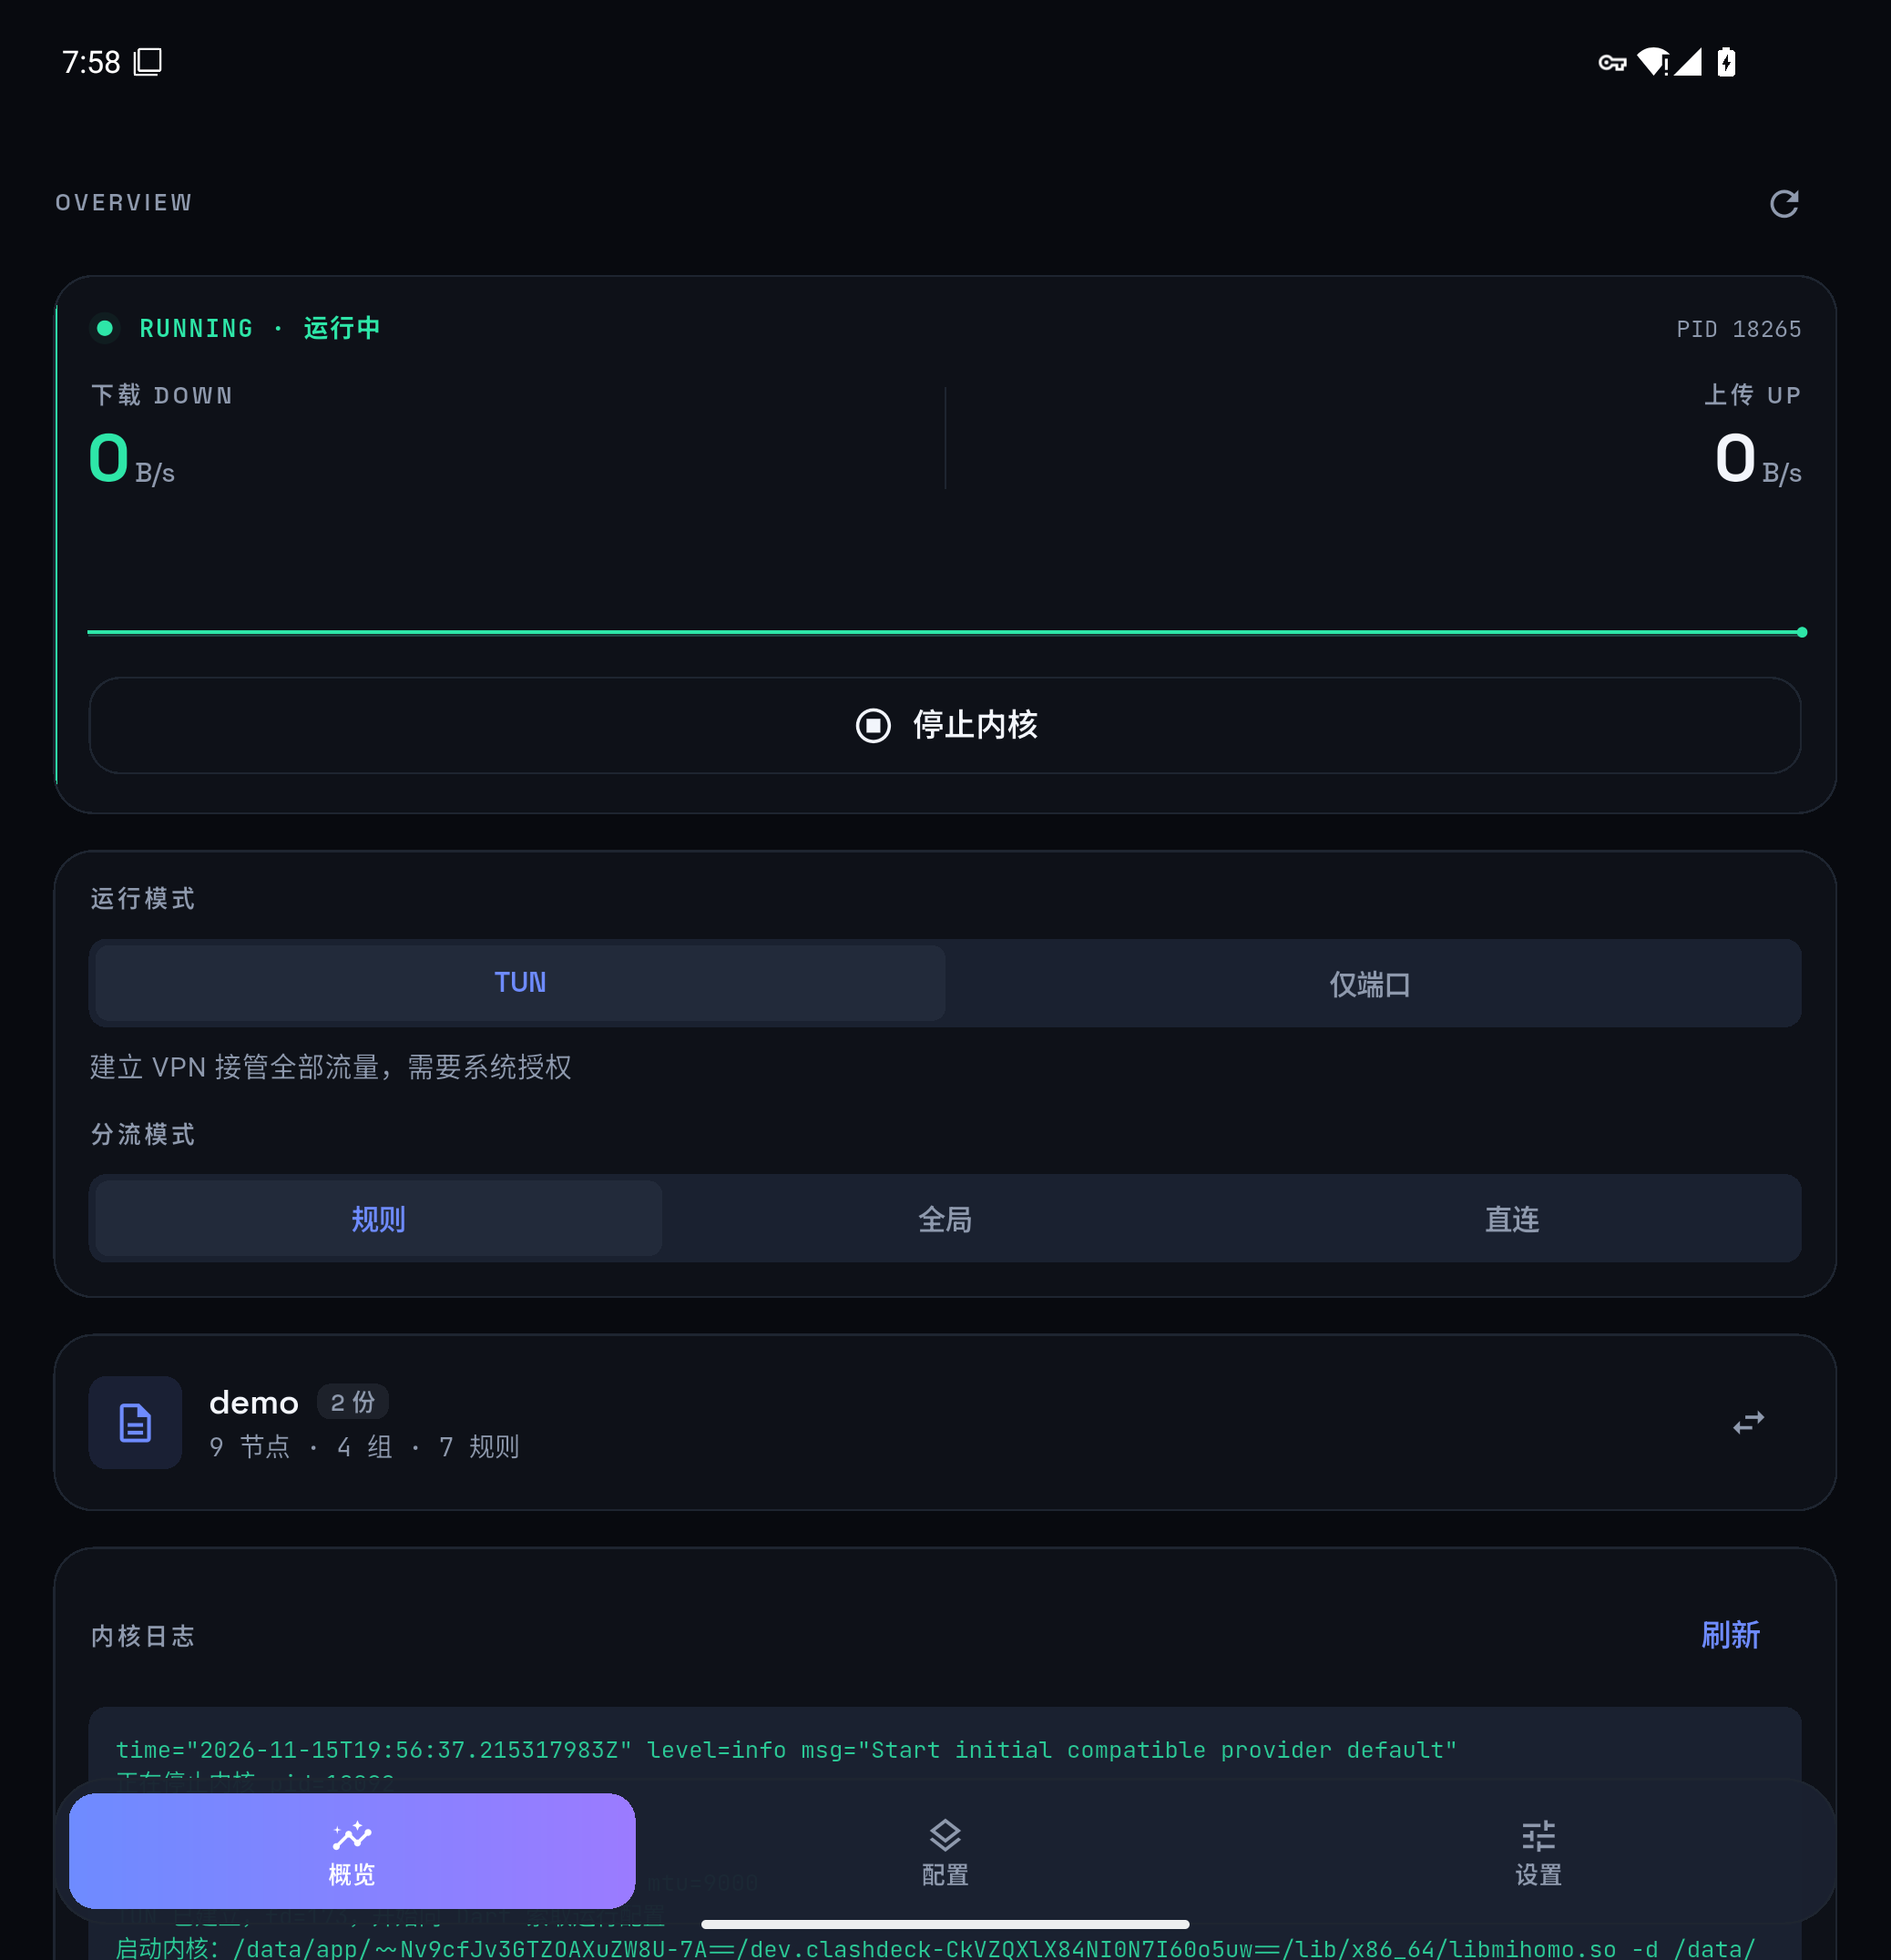 7:58
OVERVIEW
RUNNING · 运行中
PID 18265
下载 DOWN
上传 UP
0 B/s
0 B/s
停止内核
运行模式
TUN
仅端口
建立 VPN 接管全部流量，需要系统授权
分流模式
规则
全局
直连
demo
2 份
9 节点 · 4 组 · 7 规则
内核日志
刷新
time="2026-11-15T19:56:37.215317983Z" level=info msg="Start initial compatible provider default"
mtu=9000
概览
配置
设置
启动内核: /data/app/~~Nv9cfJv3GTZOAXuZW8U-7A==/dev.clashdeck-CkVZQXlX84NI0N7I60o5uw==/lib/x86_64/libmihomo.so -d /data/